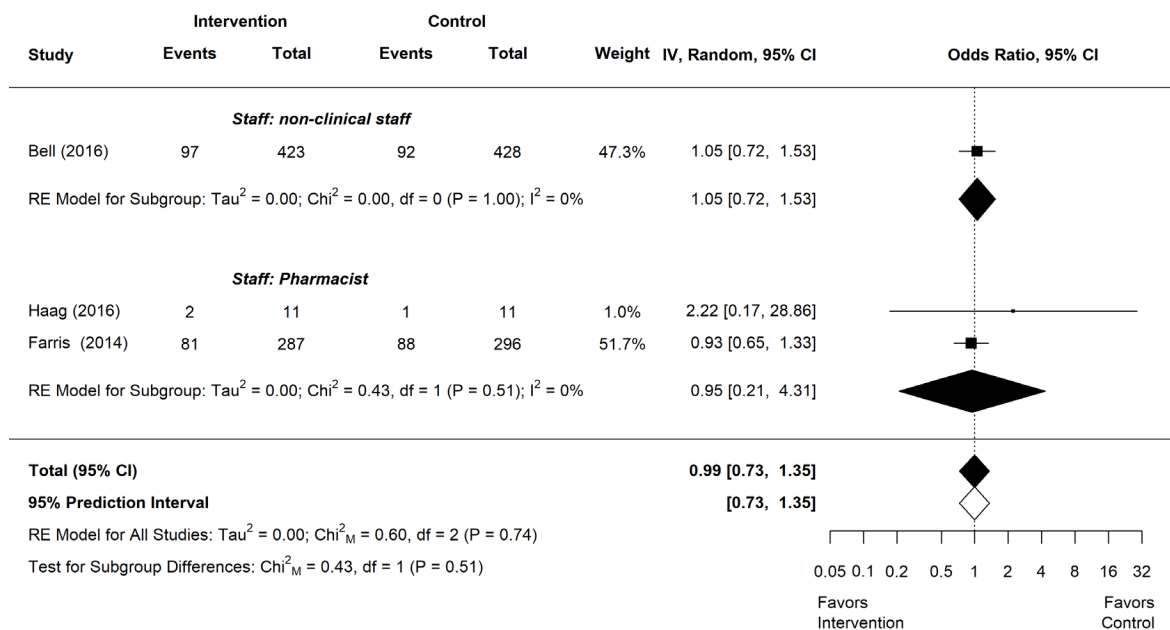 Intervention Control
Study Events Total Events Total Weight IV, Random, 95% CI Odds Ratio, 95% CI
Staff: non-clinical staff
Bell (2016) 97 423 92 428 47.3% 1.05 [0.72, 1.53]
RE Model for Subgroup: Tau² = 0.00; Chi² = 0.00, df = 0 (P = 1.00); I² = 0% 1.05 [0.72, 1.53]
Staff: Pharmacist
Haag (2016) 2 11 1 11 1.0% 2.22 [0.17, 28.86]
Farris (2014) 81 287 88 296 51.7% 0.93 [0.65, 1.33]
RE Model for Subgroup: Tau² = 0.00; Chi² = 0.43, df = 1 (P = 0.51); I² = 0% 0.95 [0.21, 4.31]
Total (95% CI) 0.99 [0.73, 1.35]
95% Prediction Interval [0.73, 1.35]
RE Model for All Studies: Tau² = 0.00; Chi²M = 0.60, df = 2 (P = 0.74)
Test for Subgroup Differences: Chi²M = 0.43, df = 1 (P = 0.51)
0.05 0.1 0.2 0.5 1 2 4 8 16 32
Favors Favors
Intervention Control